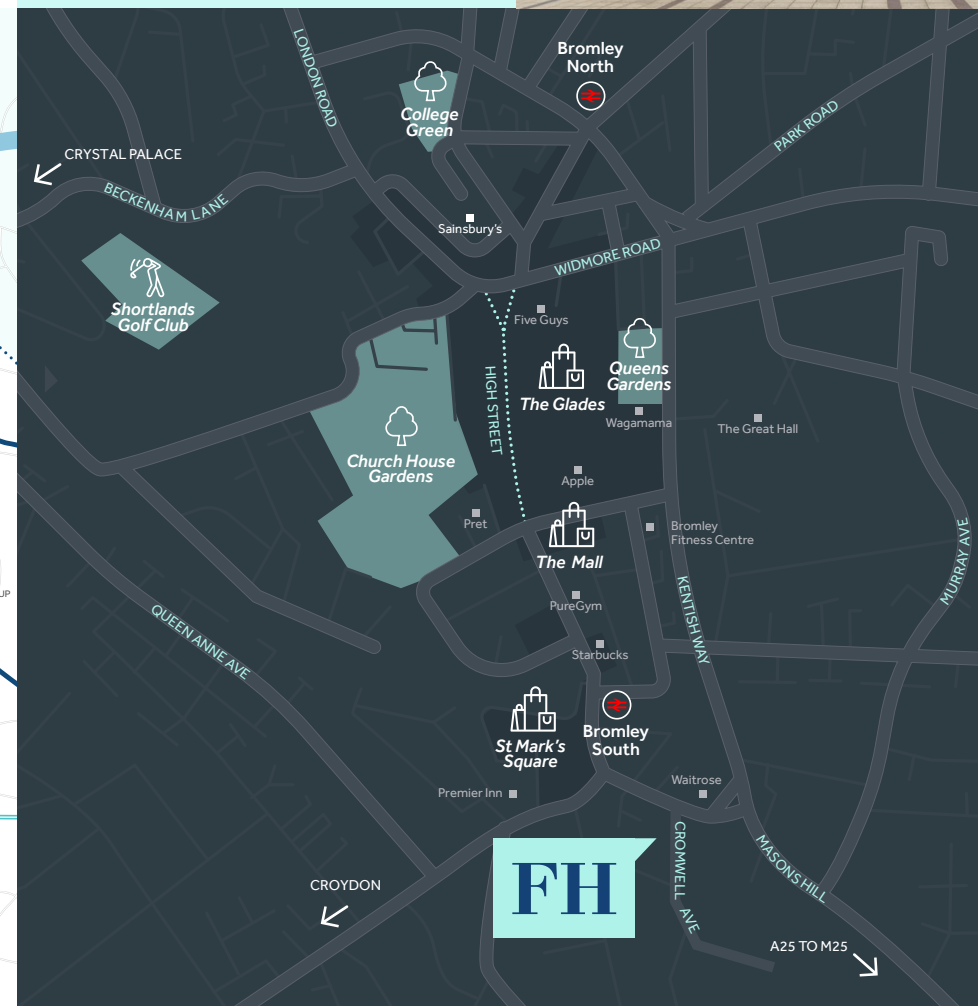 LONDON ROAD
Bromley
North
College
Green
PARK ROAD
CRYSTAL PALACE
BECKENHAM LANE
Sainsbury's
WIDMORE ROAD
Shortlands
Golf Club
Five Guys
HIGH STREET
Queens
Gardens
The Glades
Wagamama
The Great Hall
Church House
Gardens
Apple
Pret
Bromley
Fitness Centre
The Mall
MURRAY AVE
KENTISH WAY
UP
PureGym
QUEEN ANNE AVE
Starbucks
St Mark's
Square
Bromley
South
Waitrose
Premier Inn
CROMWELL AVE
MASONS HILL
FH
CROYDON
A25 TO M25